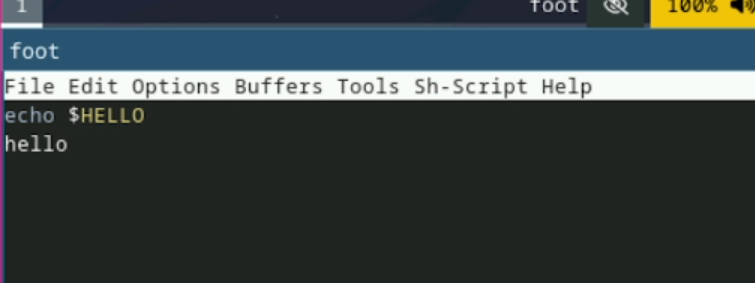 1 foot 100%
foot
File Edit Options Buffers Tools Sh-Script Help
echo $HELLO
hello